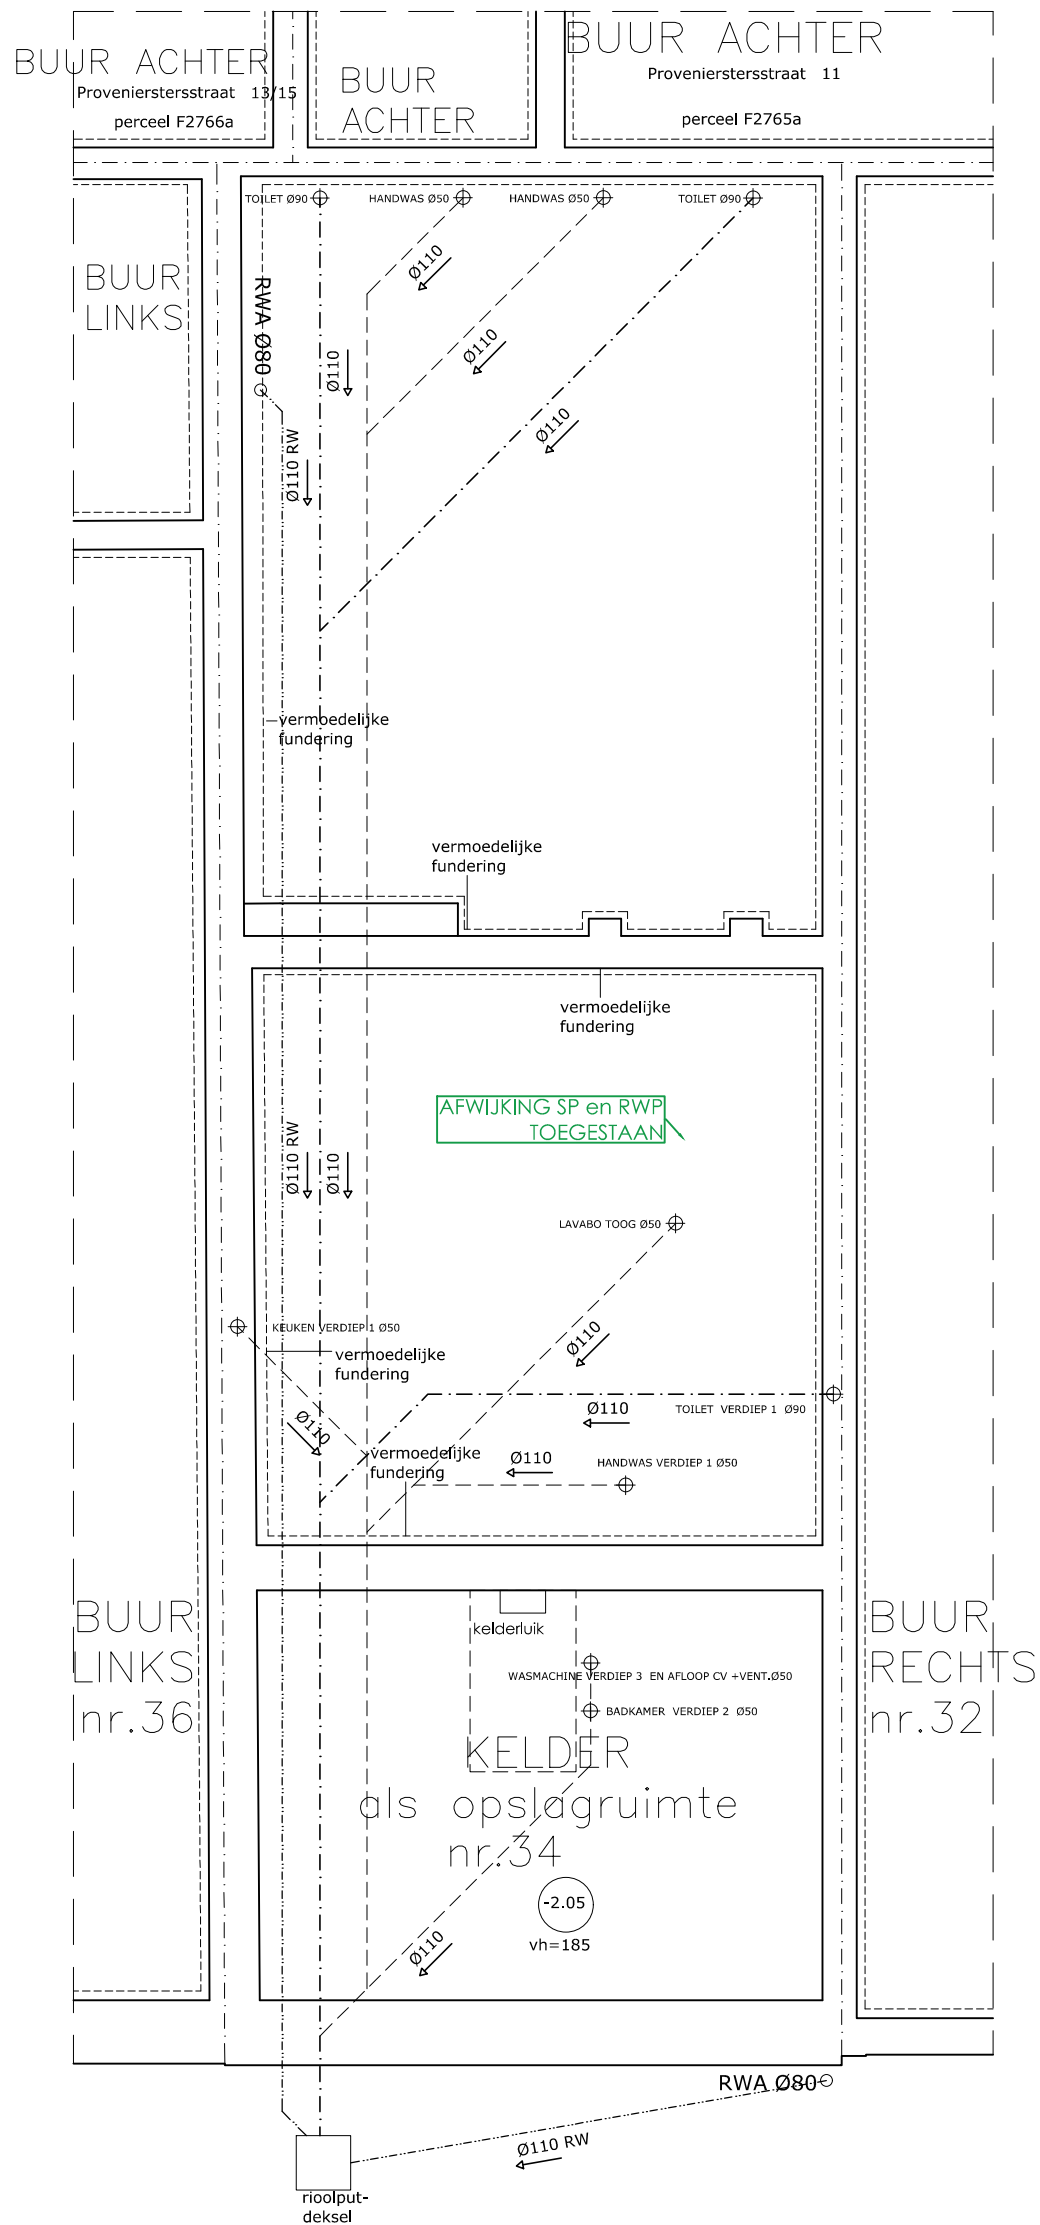 BUUR ACHTER
Provenierstersstraat 13/15
perceel F2766a
BUUR
ACHTER
BUUR ACHTER
Provenierstersstraat 11
perceel F2765a
TOILET Ø90
HANDWAS Ø50
HANDWAS Ø50
TOILET Ø90
BUUR
LINKS
RWA Ø80
Ø110
Ø110
Ø110
Ø110
Ø110 RW
vermoedelijke
fundering
vermoedelijke
fundering
vermoedelijke
fundering
AFWIJKING SP en RWP
TOEGESTAAN
Ø110 RW
Ø110
LAVABO TOOG Ø50
KEUKEN VERDIEP 1 Ø50
vermoedelijke
fundering
Ø110
Ø110
TOILET VERDIEP 1 Ø90
Ø110
vermoedelijke
fundering
Ø110
HANDWAS VERDIEP 1 Ø50
BUUR
LINKS
nr.36
BUUR
RECHTS
nr.32
kelderluik
WASMACHINE VERDIEP 3 EN AFLOOP CV +VENT.Ø50
BADKAMER VERDIEP 2 Ø50
KELDER
als opslagruimte
nr.34
-2.05
vh=185
Ø110
RWA Ø80
Ø110 RW
rioolput-
deksel